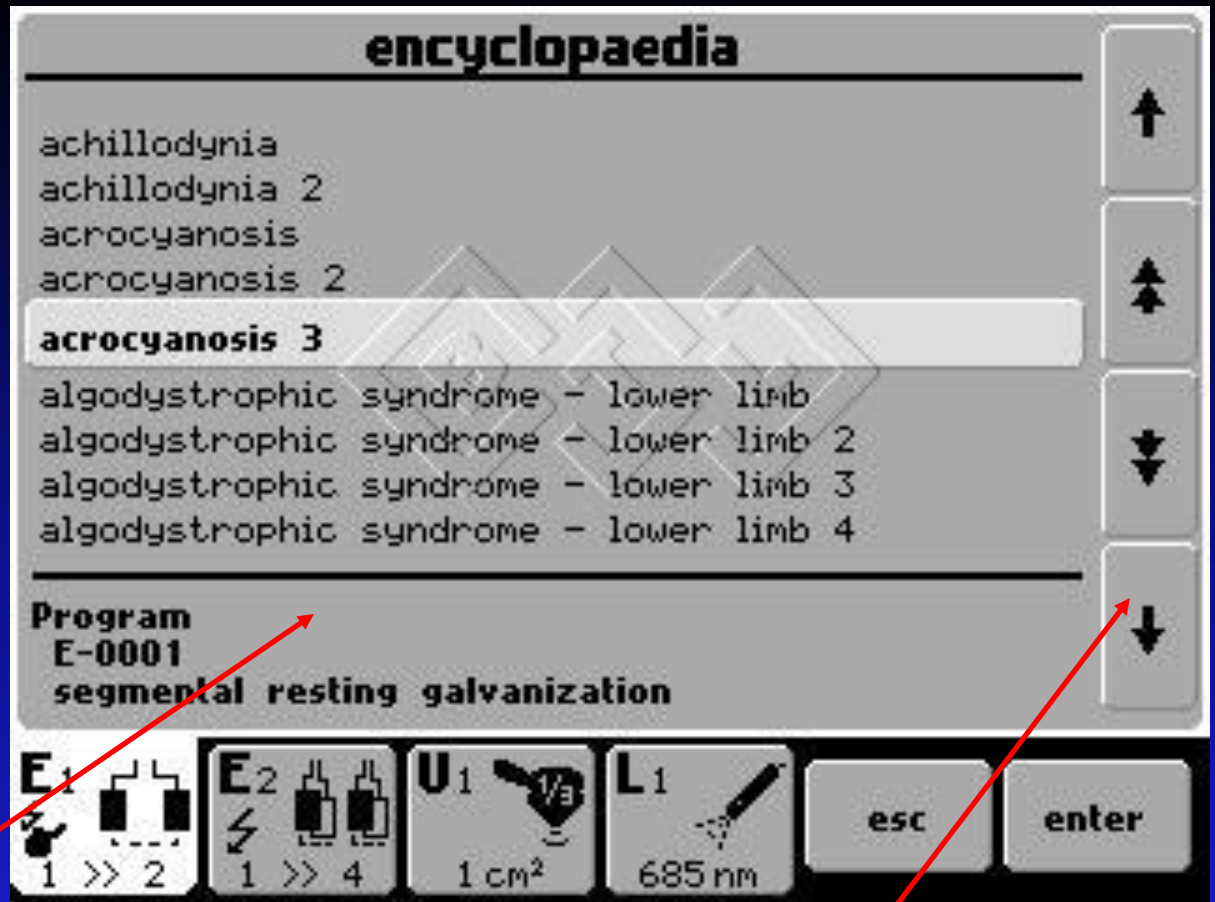 encyclopaedia
achillodynia
achillodynia 2
acrocyanosis
acrocyanosis 2
acrocyanosis 3
algodystrophic syndrome - lower limb
algodystrophic syndrome - lower limb 2
algodystrophic syndrome - lower limb 3
algodystrophic syndrome - lower limb 4
Program
E-0001
segmental resting galvanization
E1
1 >> 2
E2
1 >> 4
U1
1/3
1 cm²
L1
685 nm
esc
enter